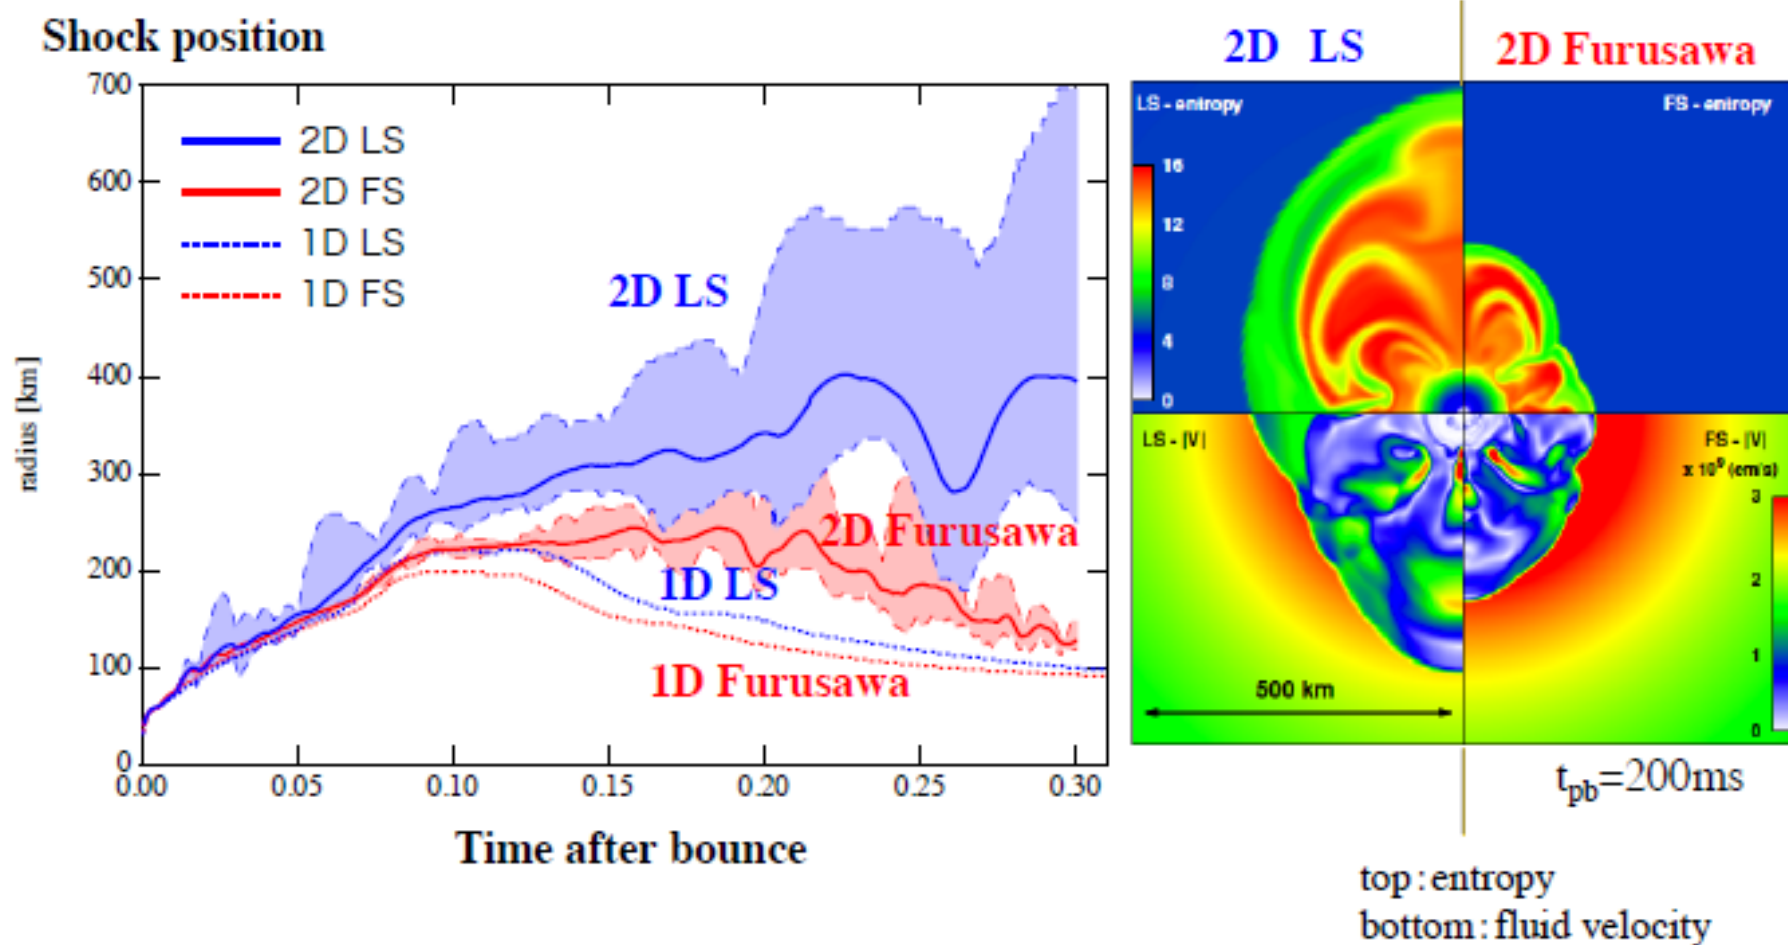 Shock position
700
600
500
400
300
200
100
0
radius [km]
2D LS
2D FS
1D LS
1D FS
2D LS
2D Furusawa
1D LS
1D Furusawa
0.00 0.05 0.10 0.15 0.20 0.25 0.30
Time after bounce
2D LS 2D Furusawa
LS - entropy FS - entropy
16
12
8
4
0
LS - |V| FS - |V|
x 10⁹ (cm/s)
3
2
1
0
500 km
t_pb=200ms
top : entropy
bottom : fluid velocity